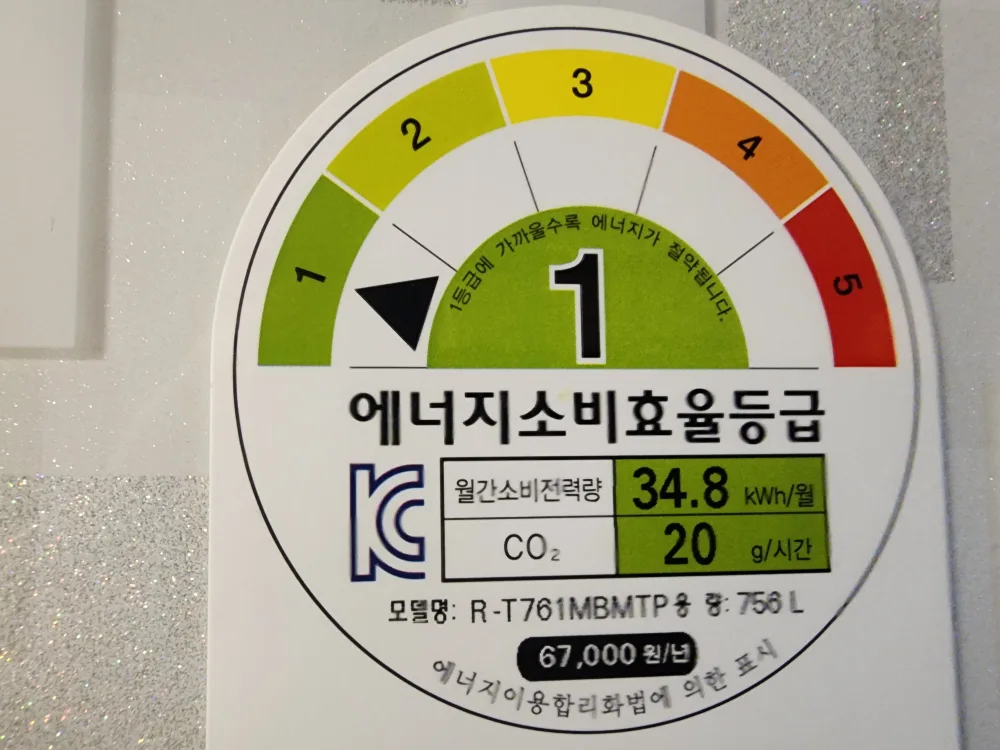 1
2
3
4
5
1등급에 가까울수록 에너지가 절약됩니다.
1
에너지소비효율등급
KC
월간소비전력량 34.8 kWh/월
CO₂ 20 g/시간
모델명: R-T761MBMTP 용 량: 756 L
67,000 원/년
에너지이용합리화법에 의한 표시